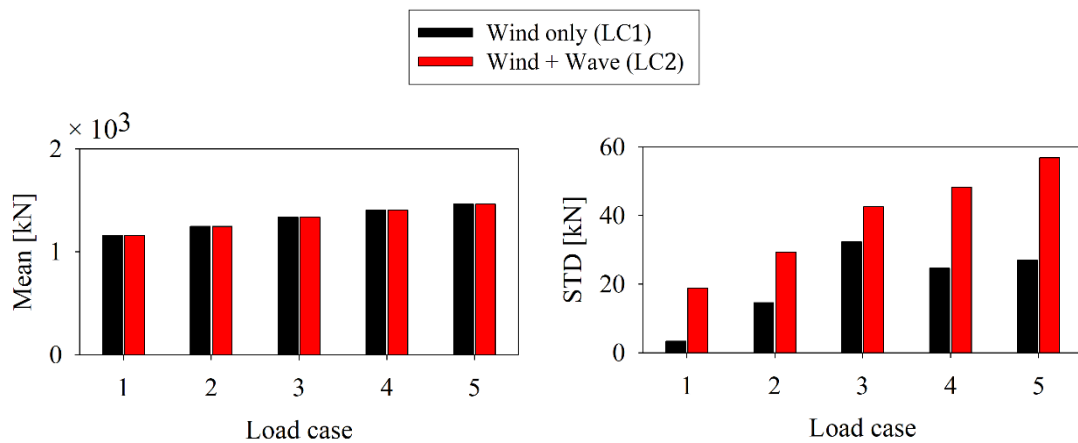 Wind only (LC1)
Wind + Wave (LC2)
× 10³
2
1
0
Mean [kN]
1 2 3 4 5
Load case
60
40
20
0
STD [kN]
1 2 3 4 5
Load case